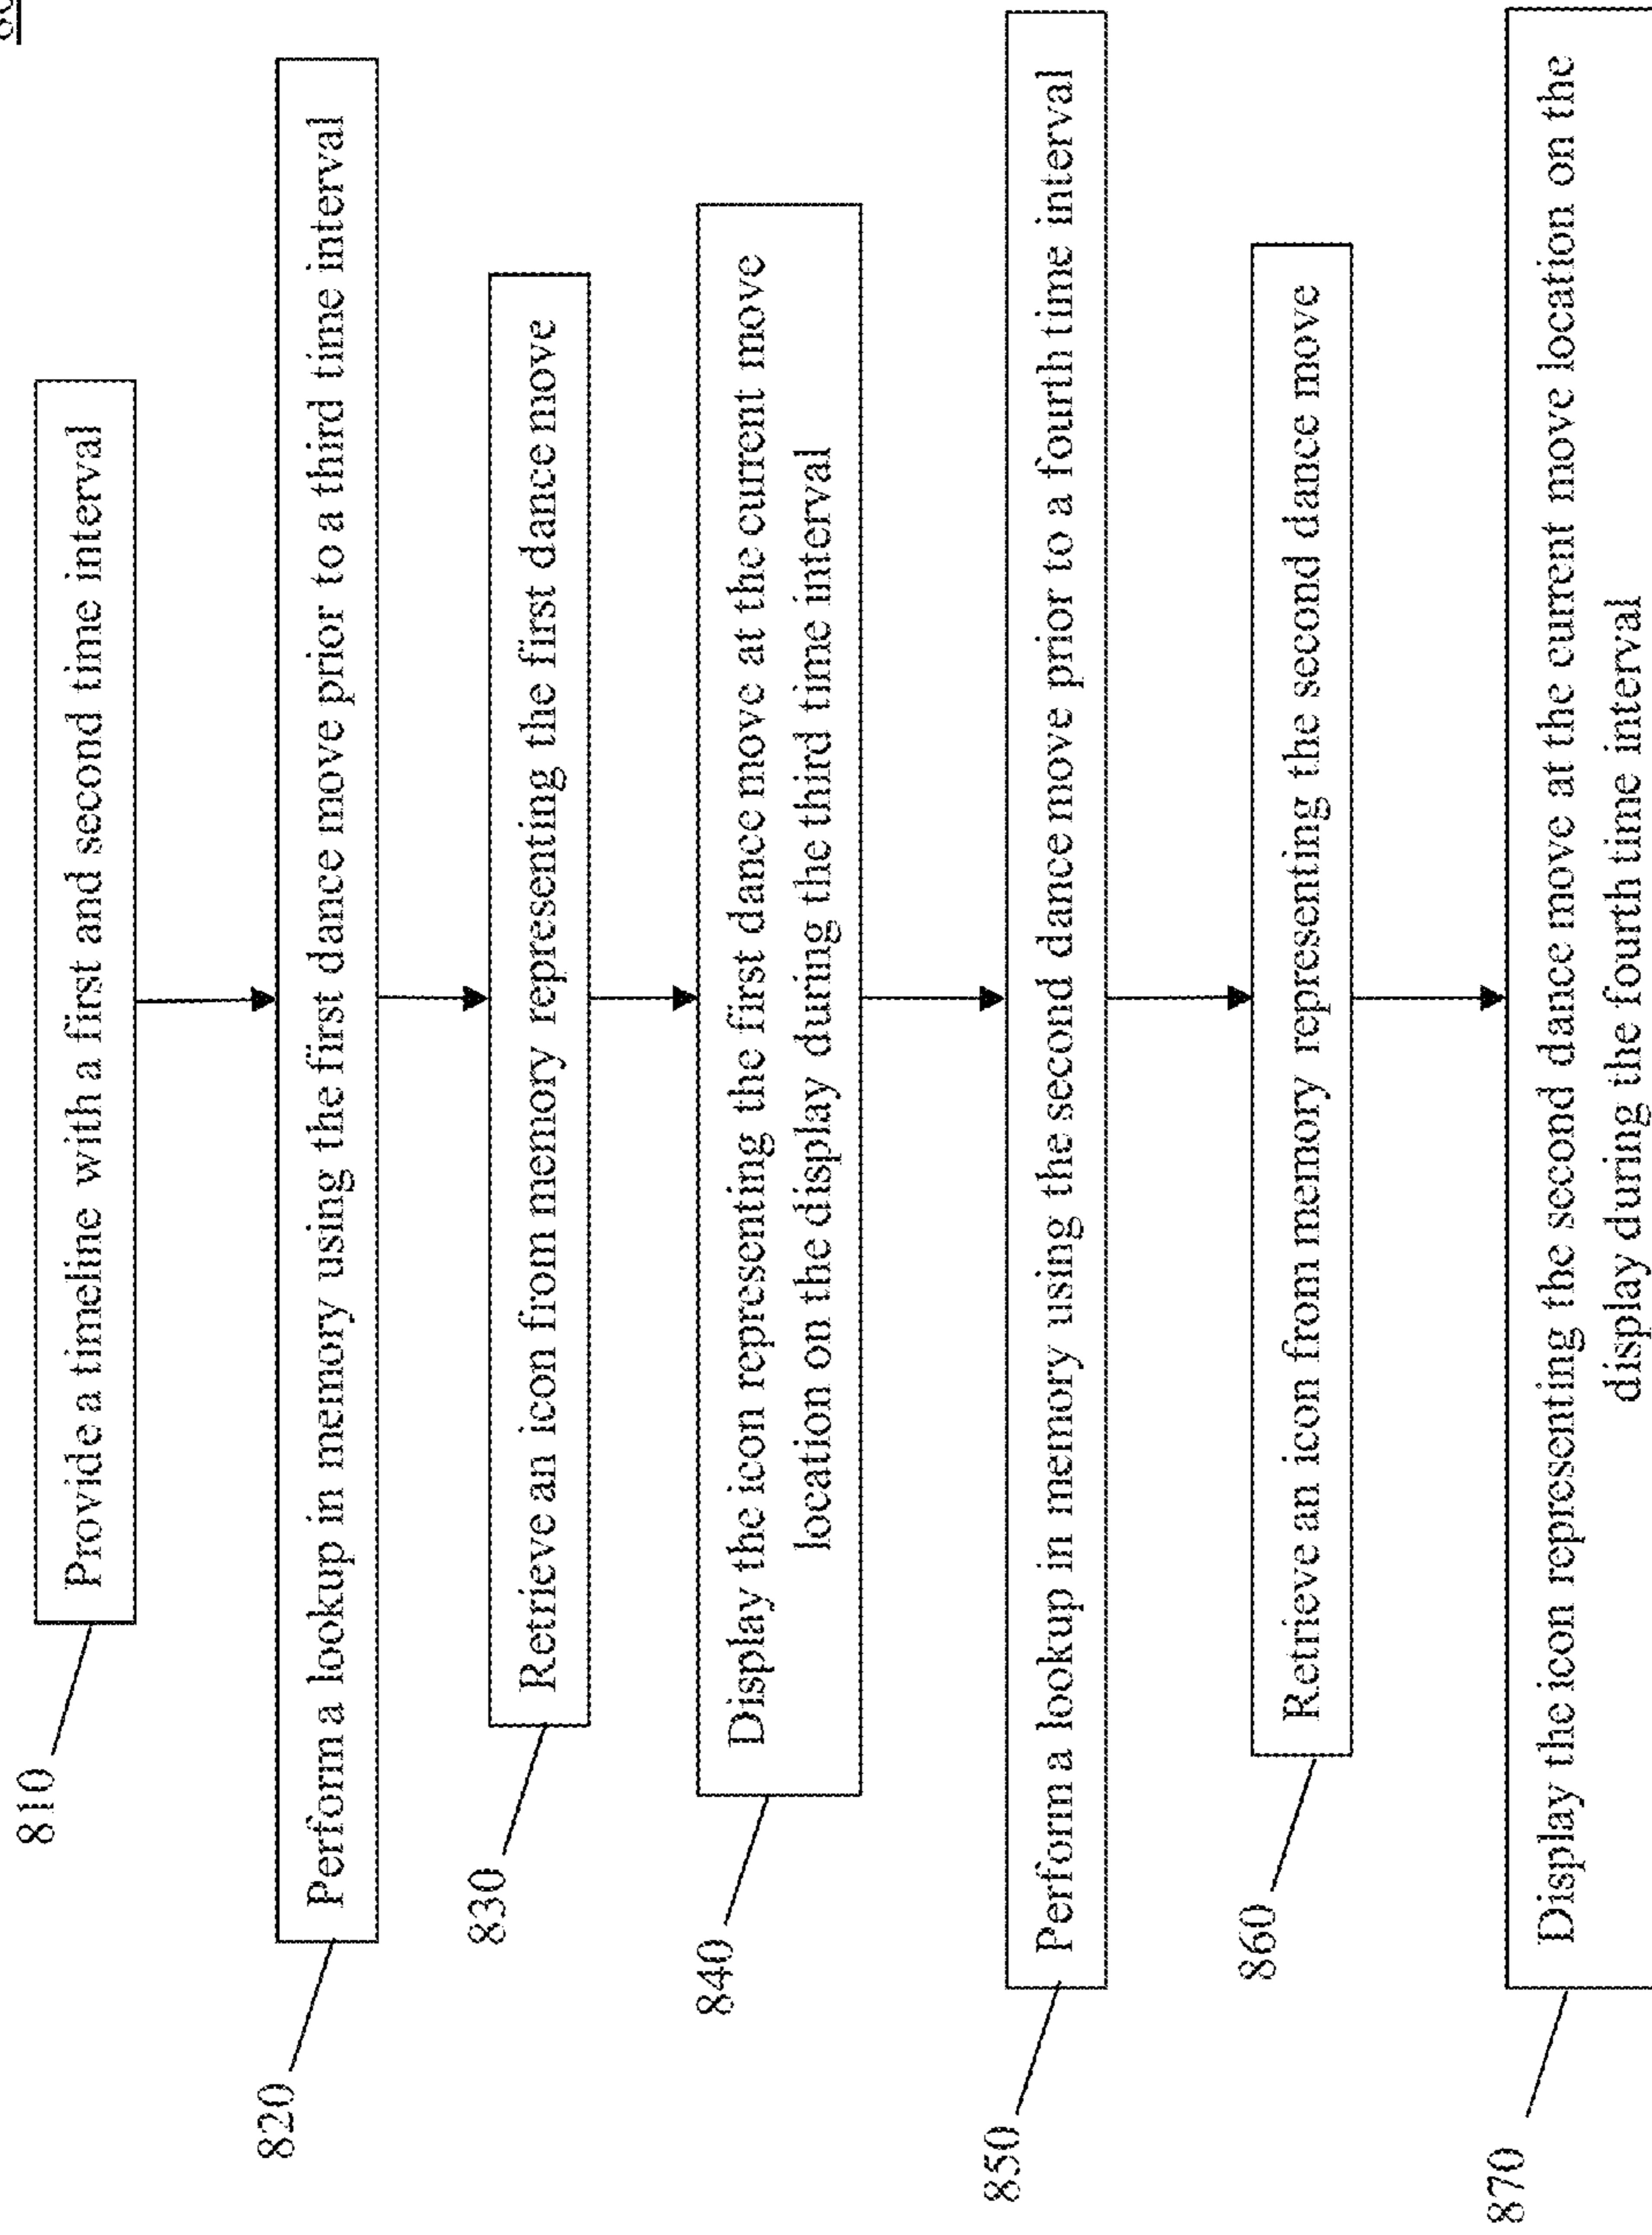 810
Provide a timeline with a first and second time interval
820
Perform a lookup in memory using the first dance move prior to a third time interval
830
Retrieve an icon from memory representing the first dance move
840
Display the icon representing the first dance move at the current move
location on the display during the third time interval
850
Perform a lookup in memory using the second dance move prior to a fourth time interval
860
Retrieve an icon from memory representing the second dance move
870
Display the icon representing the second dance move at the current move location on the
display during the fourth time interval